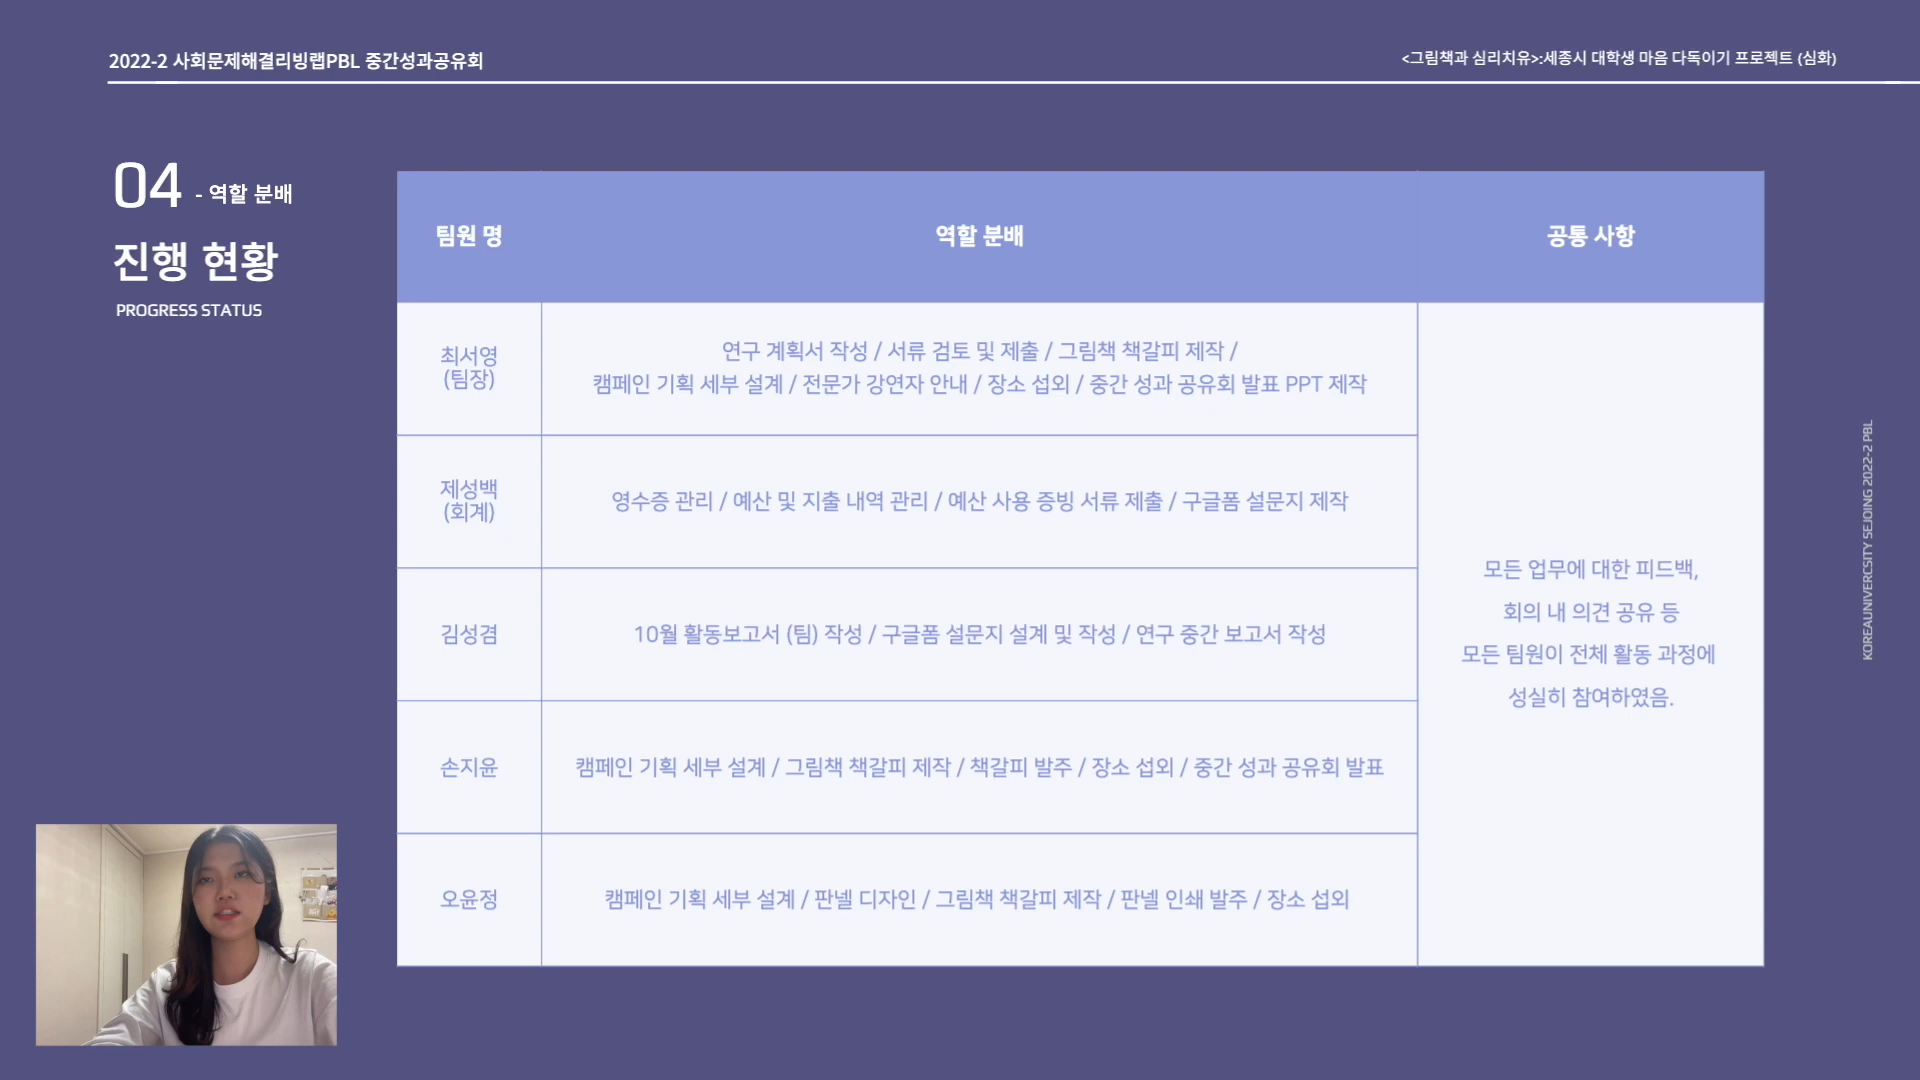 2022-2 사회문제해결리빙랩PBL 중간성과공유회
<그림책과 심리치유>:세종시 대학생 마음 다독이기 프로젝트 (심화)
04 - 역할 분배
진행 현황
PROGRESS STATUS
팀원 명
역할 분배
공통 사항
최서영
(팀장)
연구 계획서 작성 / 서류 검토 및 제출 / 그림책 책갈피 제작 /
캠페인 기획 세부 설계 / 전문가 강연자 안내 / 장소 섭외 / 중간 성과 공유회 발표 PPT 제작
제성백
(회계)
영수증 관리 / 예산 및 지출 내역 관리 / 예산 사용 증빙 서류 제출 / 구글폼 설문지 제작
김성겸
10월 활동보고서 (팀) 작성 / 구글폼 설문지 설계 및 작성 / 연구 중간 보고서 작성
손지윤
캠페인 기획 세부 설계 / 그림책 책갈피 제작 / 책갈피 발주 / 장소 섭외 / 중간 성과 공유회 발표
오윤정
캠페인 기획 세부 설계 / 판넬 디자인 / 그림책 책갈피 제작 / 판넬 인쇄 발주 / 장소 섭외
모든 업무에 대한 피드백,
회의 내 의견 공유 등
모든 팀원이 전체 활동 과정에
성실히 참여하였음.
KOREAUNIVERCSITY SEJOING 2022-2 PBL